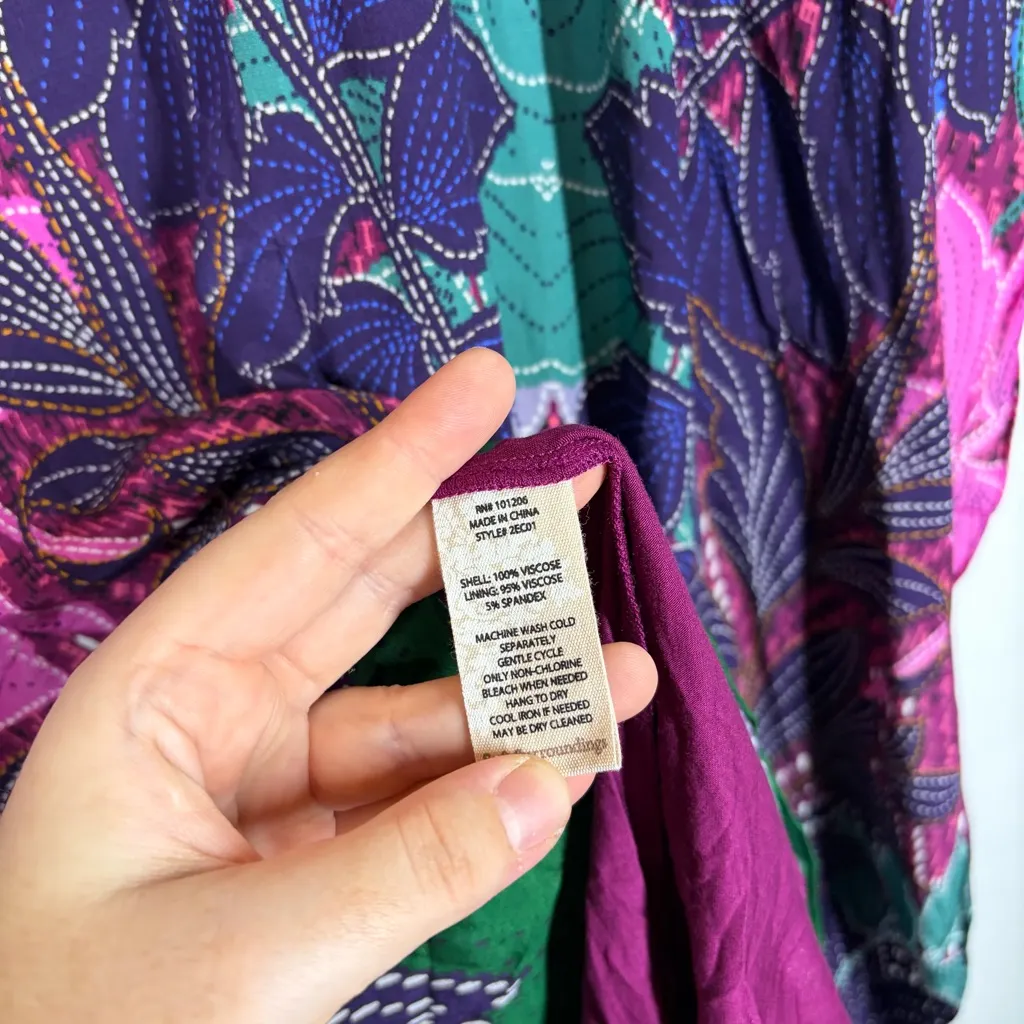 RN# 101206
MADE IN CHINA
STYLE# 2EC01
SHELL: 100% VISCOSE
LINING: 95% VISCOSE
5% SPANDEX
MACHINE WASH COLD
SEPARATELY
GENTLE CYCLE
ONLY NON-CHLORINE
BLEACH WHEN NEEDED
HANG TO DRY
COOL IRON IF NEEDED
MAY BE DRY CLEANED